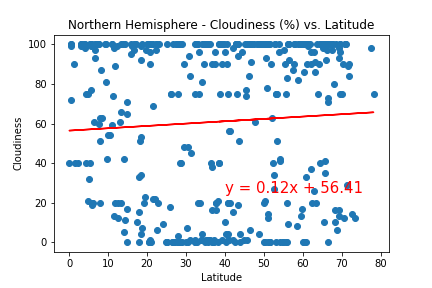 Northern Hemisphere - Cloudiness (%) vs. Latitude
100
80
60
40
20
0
Cloudiness
y = 0.12x + 56.41
0 10 20 30 40 50 60 70 80
Latitude